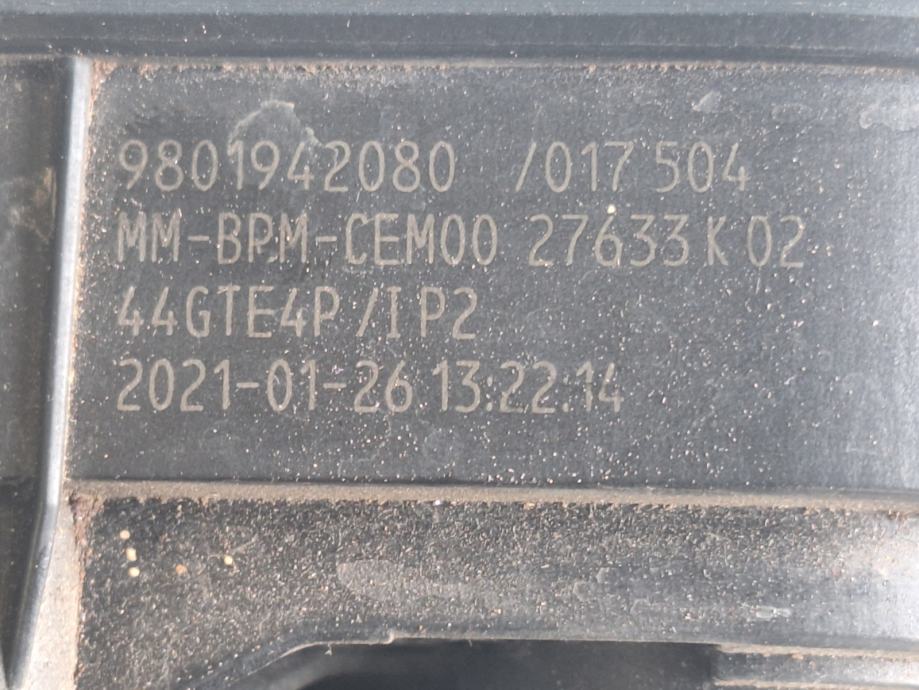 9801942080 /017 504
MM-BPM-CEM00 27633 K 02
44GTE4P /I P2
2021-01-26 13:22:14